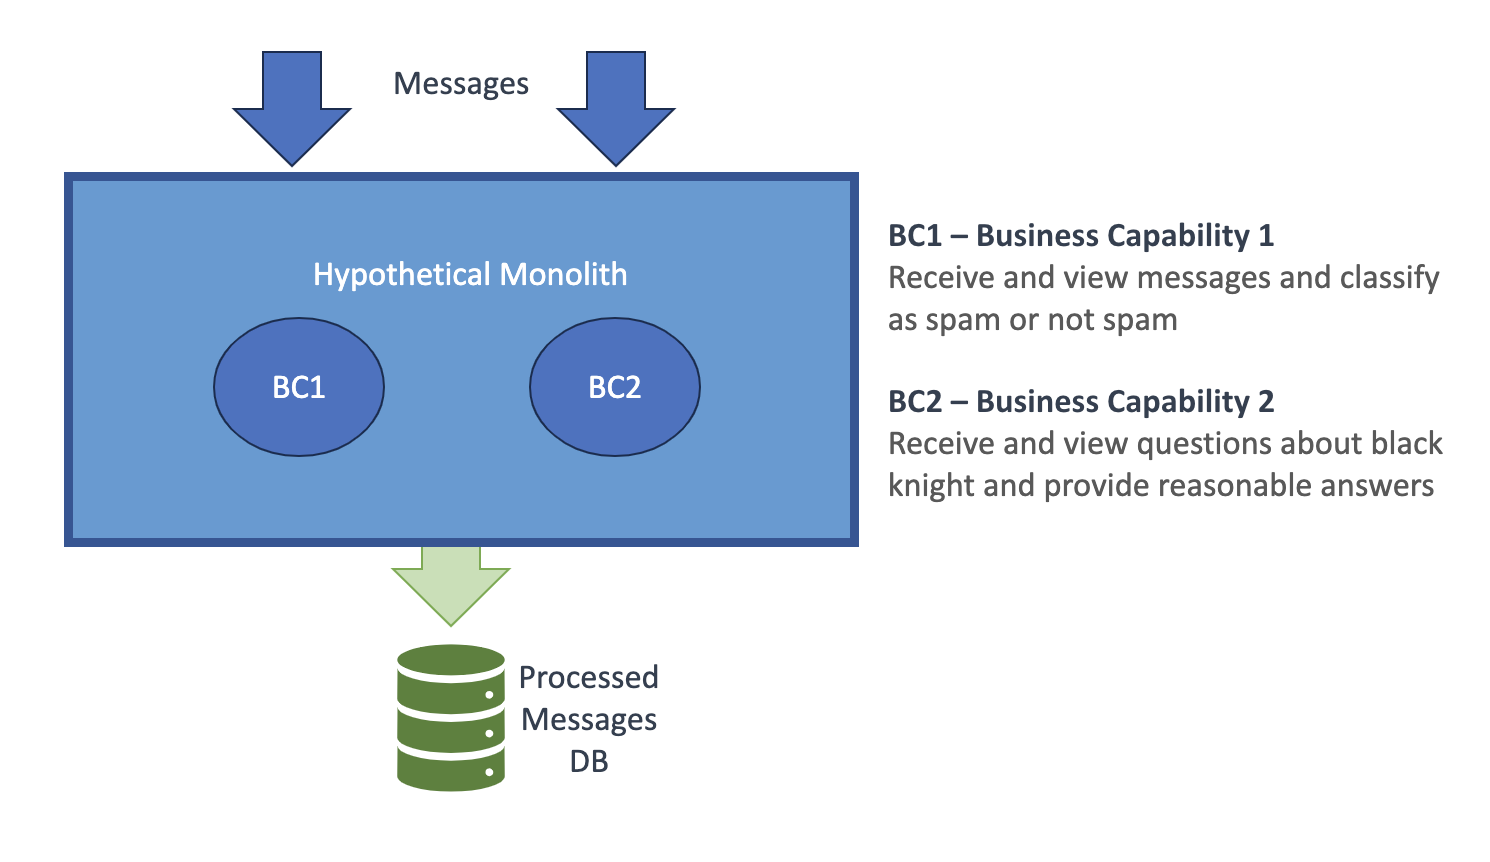 Messages
Hypothetical Monolith
BC1
BC2
BC1 – Business Capability 1
Receive and view messages and classify
as spam or not spam
BC2 – Business Capability 2
Receive and view questions about black
knight and provide reasonable answers
Processed
Messages
DB